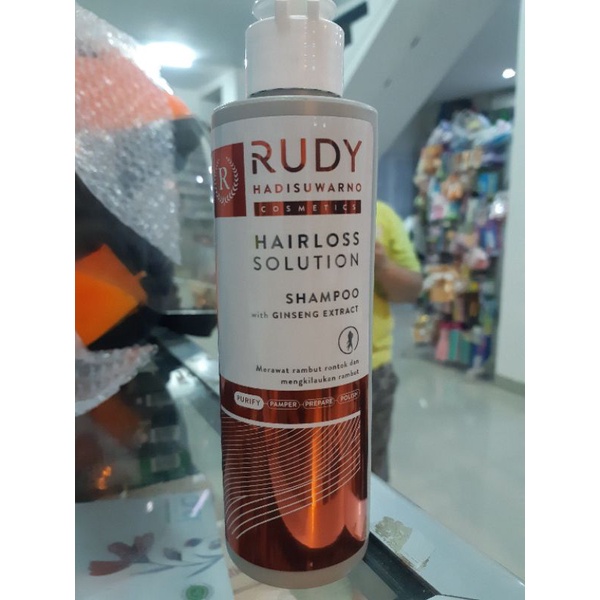 R
RUDY
HADISUWARNO
COSMETICS
HAIRLOSS
SOLUTION
SHAMPOO
with GINSENG EXTRACT
Merawat rambut rontok dan
mengkilaukan rambut
PURIFY PAMPER PREPARE POLISH